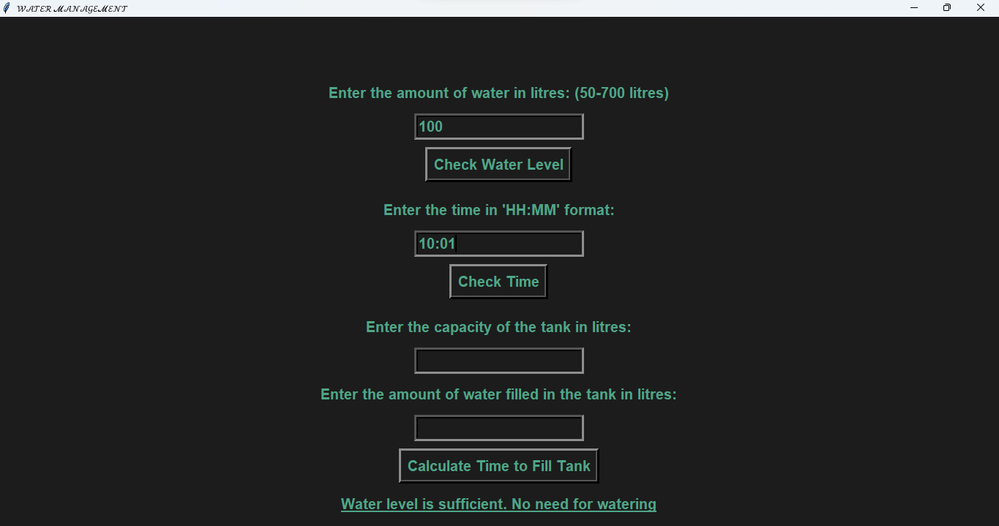 WATER MANAGEMENT
Enter the amount of water in litres: (50-700 litres)
100
Check Water Level
Enter the time in 'HH:MM' format:
10:01
Check Time
Enter the capacity of the tank in litres:
Enter the amount of water filled in the tank in litres:
Calculate Time to Fill Tank
Water level is sufficient. No need for watering